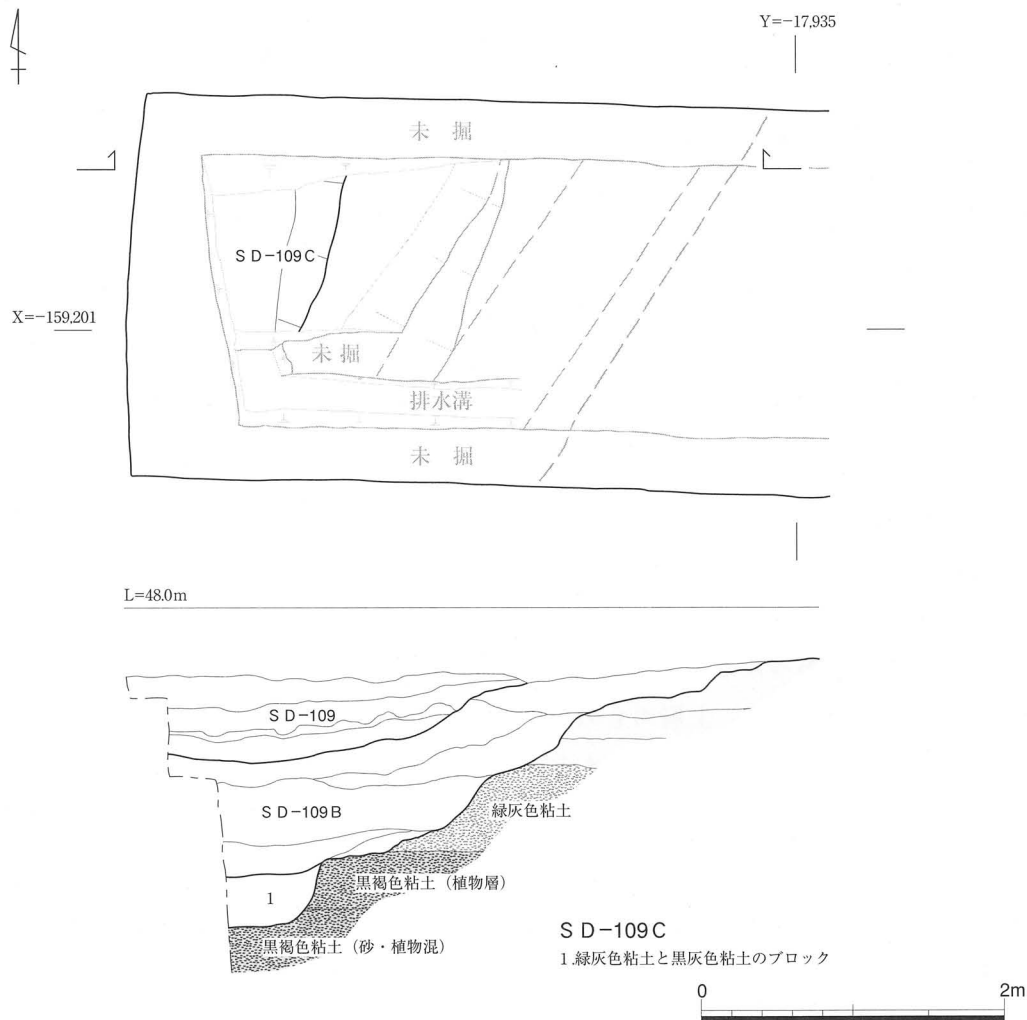 Y=-17,935
未 掘
SD-109C
X=-159,201
未 掘
排水溝
未 掘
L=48.0m
SD-109
SD-109B
緑灰色粘土
黒褐色粘土（植物層）
1
黒褐色粘土（砂・植物混）
SD-109C
1.緑灰色粘土と黒灰色粘土のブロック
0 2m